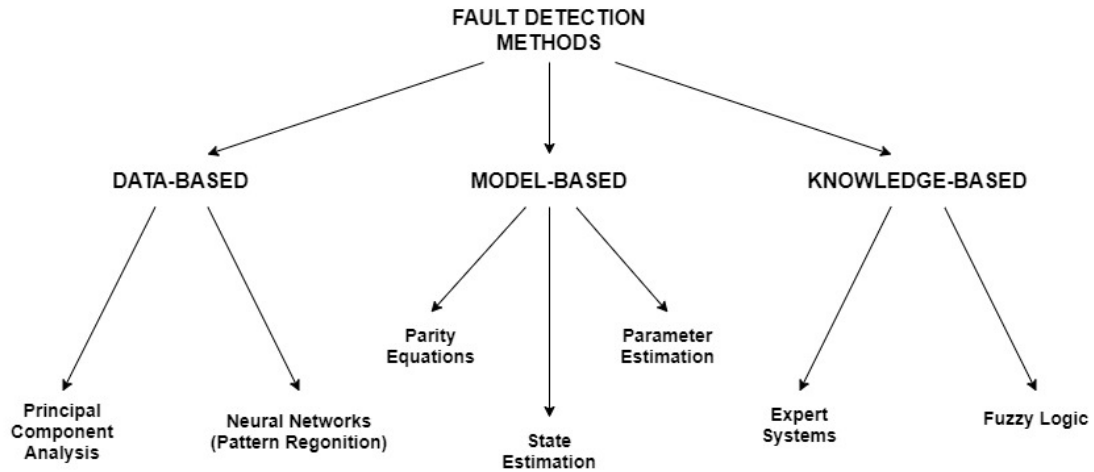 FAULT DETECTION
METHODS
DATA-BASED
MODEL-BASED
KNOWLEDGE-BASED
Parity
Equations
Parameter
Estimation
Principal
Component
Analysis
Neural Networks
(Pattern Regonition)
State
Estimation
Expert
Systems
Fuzzy Logic